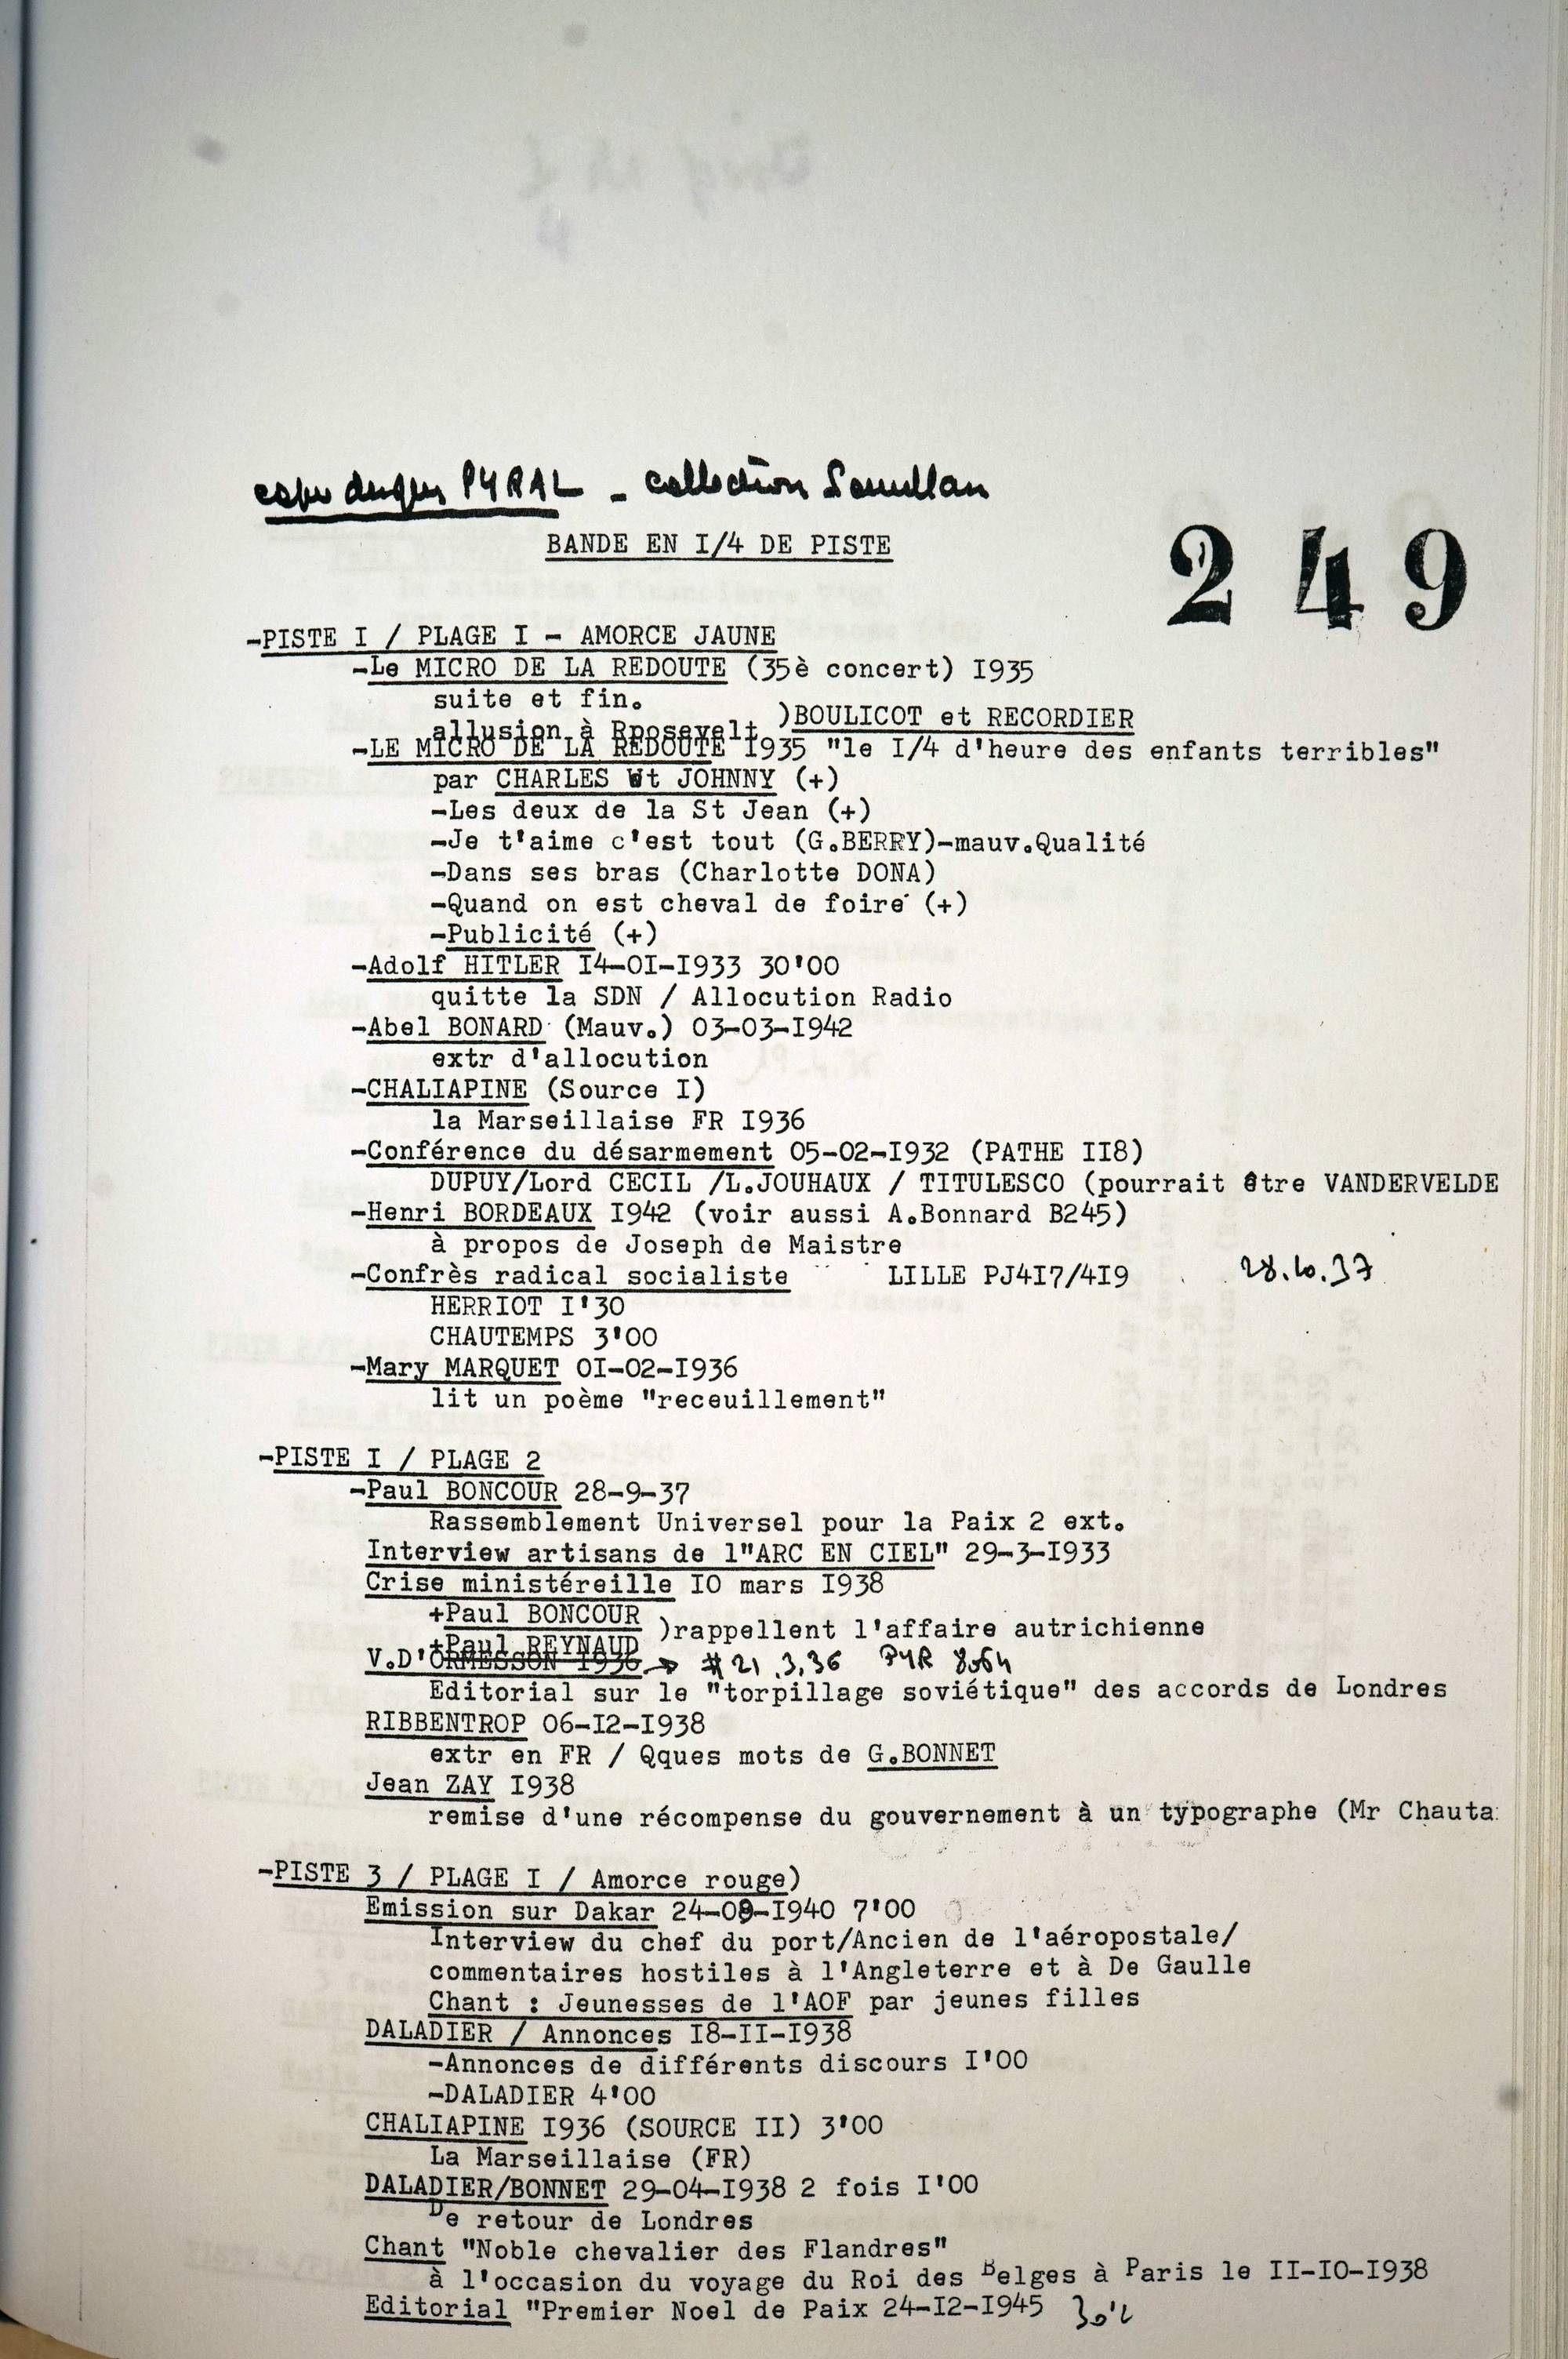 PYRAL - collection
BANDE EN I/4 DE PISTE
249
-PISTE I / PLAGE I - AMORCE JAUNE
-Le MICRO DE LA REDOUTE (35è concert) I935
suite et fin.
allusion à Rposevelt )BOULICOT et RECORDIER
-LE MICRO DE LA REDOUTE I935 "le I/4 d'heure des enfants terribles"
par CHARLES Et JOHNNY (+)
-Les deux de la St Jean (+)
-Je t'aime c'est tout (G.BERRY)-mauv.Qualité
-Dans ses bras (Charlotte DONA)
-Quand on est cheval de foire (+)
-Publicité (+)
-Adolf HITLER I4-OI-I933 30'00
quitte la SDN / Allocution Radio
-Abel BONARD (Mauv.) 03-03-I942
extr d'allocution
-CHALIAPINE (Source I)
la Marseillaise FR I936
-Conférence du désarmement 05-02-I932 (PATHE II8)
DUPUY/Lord CECIL /L.JOUHAUX / TITULESCO (pourrait être VANDERVELDE
-Henri BORDEAUX I942 (voir aussi A.Bonnard B245)
à propos de Joseph de Maistre
-Confrès radical socialiste LILLE PJ4I7/4I9 28.10.37
HERRIOT I'30
CHAUTEMPS 3'00
-Mary MARQUET OI-02-I936
lit un poème "receuillement"
-PISTE I / PLAGE 2
-Paul BONCOUR 28-9-37
Rassemblement Universel pour la Paix 2 ext.
Interview artisans de l"ARC EN CIEL" 29-3-I933
Crise ministéreille IO mars I938
+Paul BONCOUR
+Paul REYNAUD )rappellent l'affaire autrichienne
V.D'ORMESSON I936 → # 21.3.36 PYR 8064
Editorial sur le "torpillage soviétique" des accords de Londres
RIBBENTROP 06-I2-I938
extr en FR / Qques mots de G.BONNET
Jean ZAY I938
remise d'une récompense du gouvernement à un typographe (Mr Chauta
-PISTE 3 / PLAGE I / Amorce rouge)
Emission sur Dakar 24-09-I940 7'00
Interview du chef du port/Ancien de l'aéropostale/
commentaires hostiles à l'Angleterre et à De Gaulle
Chant : Jeunesses de l'AOF par jeunes filles
DALADIER / Annonces I8-II-I938
-Annonces de différents discours I'00
-DALADIER 4'00
CHALIAPINE I936 (SOURCE II) 3'00
La Marseillaise (FR)
DALADIER/BONNET 29-04-I938 2 fois I'00
De retour de Londres
Chant "Noble chevalier des Flandres"
à l'occasion du voyage du Roi des Belges à Paris le II-IO-I938
Editorial "Premier Noel de Paix 24-I2-I945